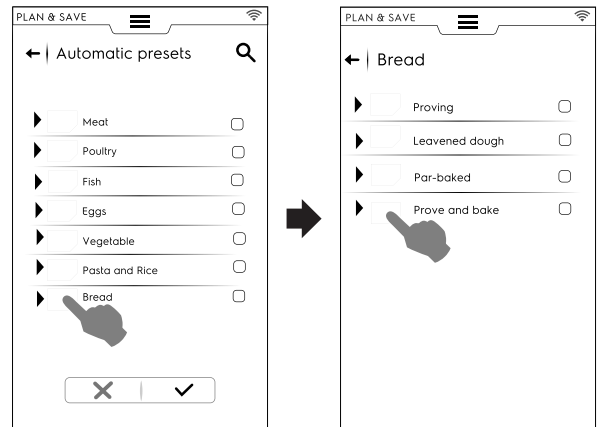 PLAN & SAVE
Automatic presets
Meat
Poultry
Fish
Eggs
Vegetable
Pasta and Rice
Bread
PLAN & SAVE
Bread
Proving
Leavened dough
Par-baked
Prove and bake